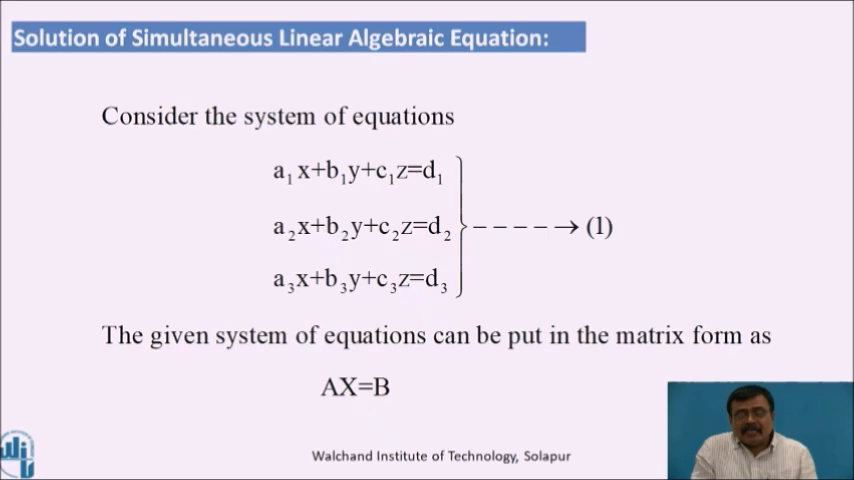 Solution of Simultaneous Linear Algebraic Equation:
Consider the system of equations
a₁x+b₁y+c₁z=d₁
a₂x+b₂y+c₂z=d₂
- - - - - → (1)
a₃x+b₃y+c₃z=d₃
The given system of equations can be put in the matrix form as
AX=B
Walchand Institute of Technology, Solapur